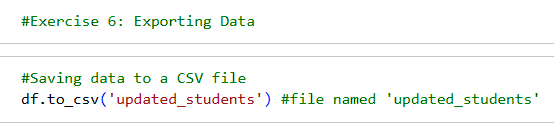 #Exercise 6: Exporting Data
#Saving data to a CSV file
df.to_csv('updated_students') #file named 'updated_students'